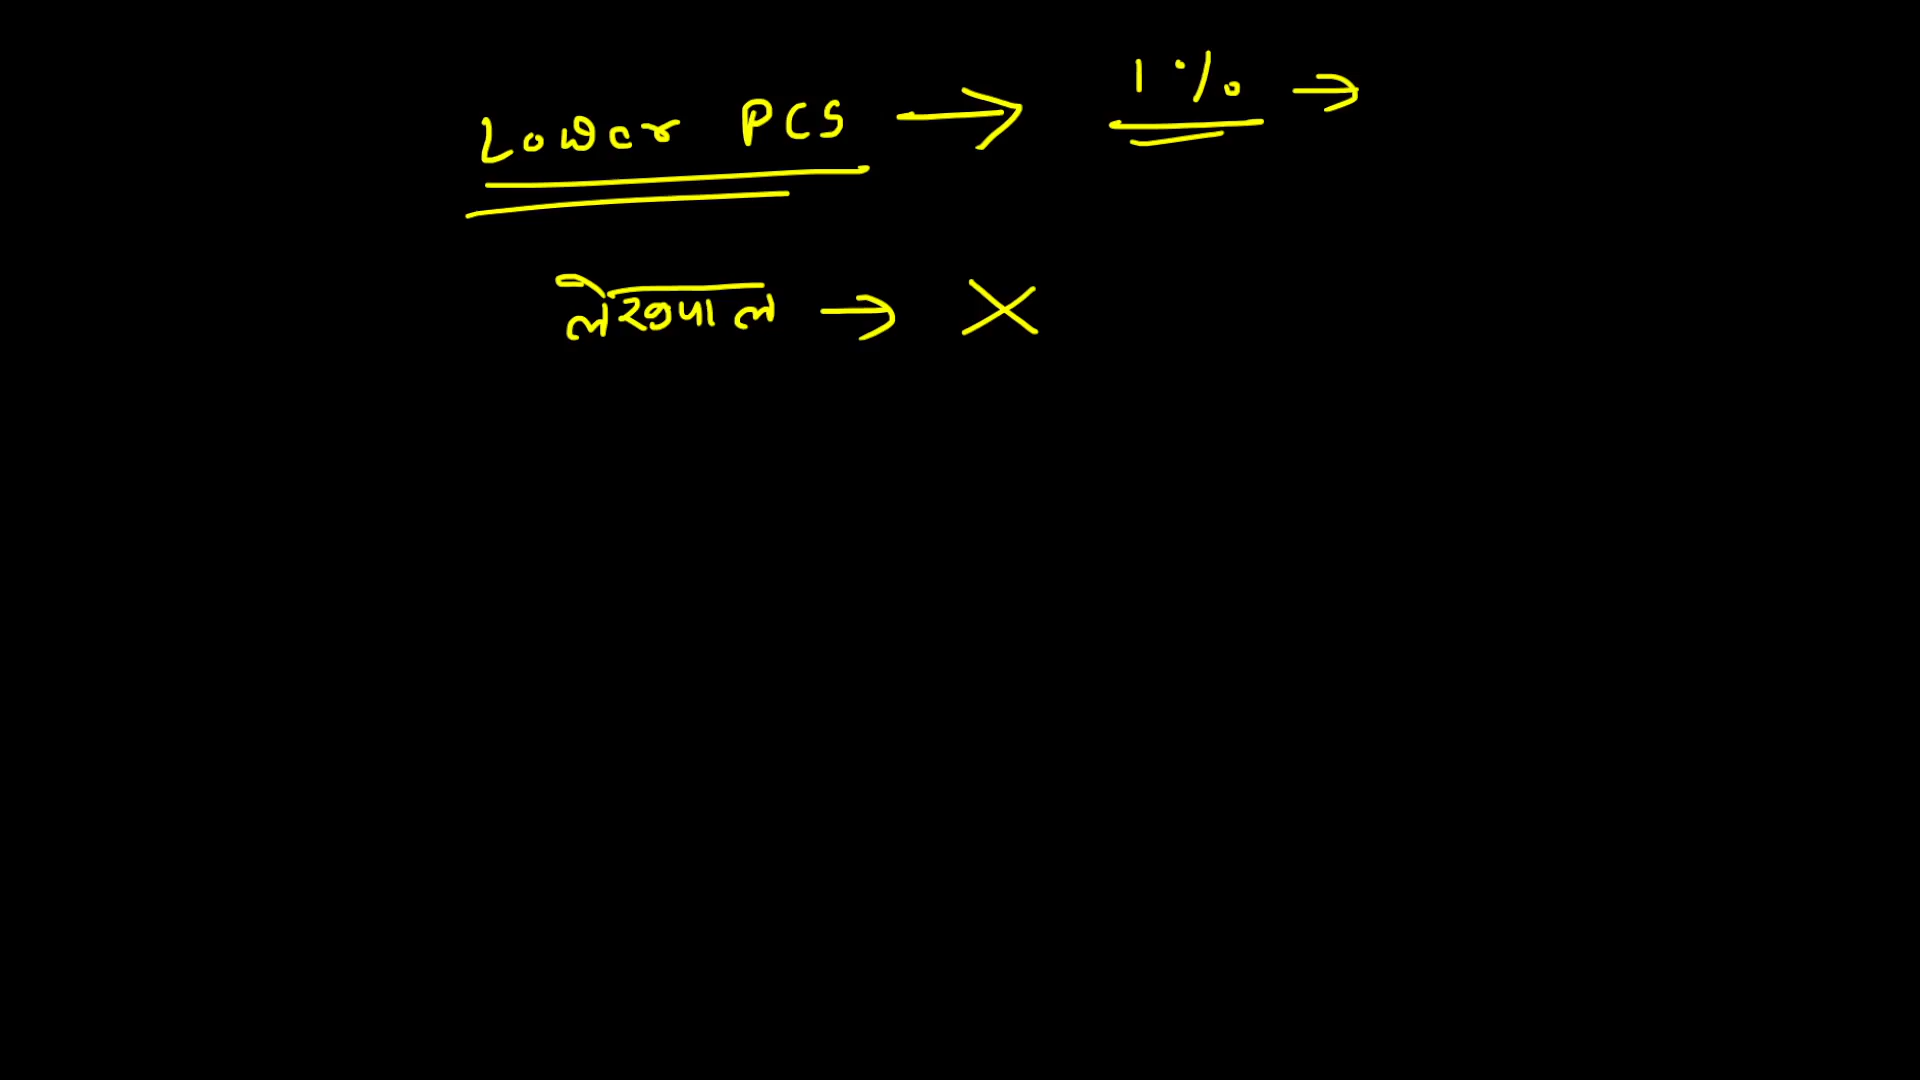 Lower PCS → 1% →
लेखपाल → ✗